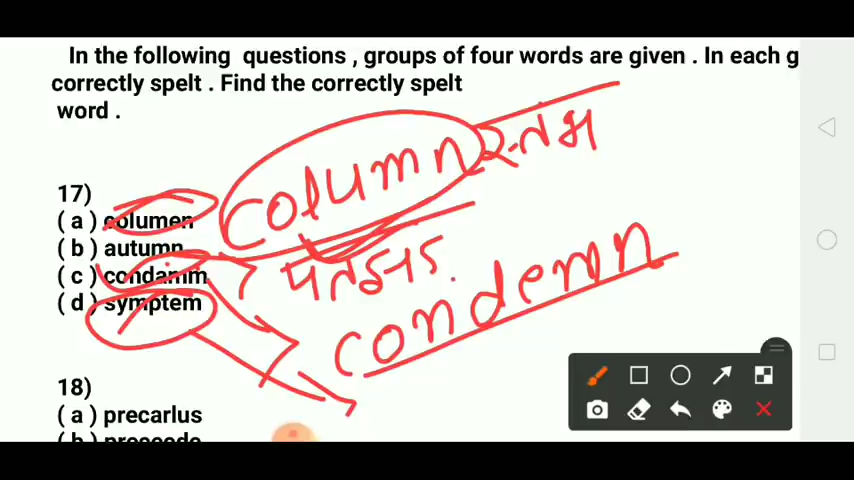 In the following questions , groups of four words are given . In each g
correctly spelt . Find the correctly spelt
word .
column
17)
( a ) columen
( b ) autumn
( c ) condamm
( d ) symptem
condemn
18)
( a ) precarlus